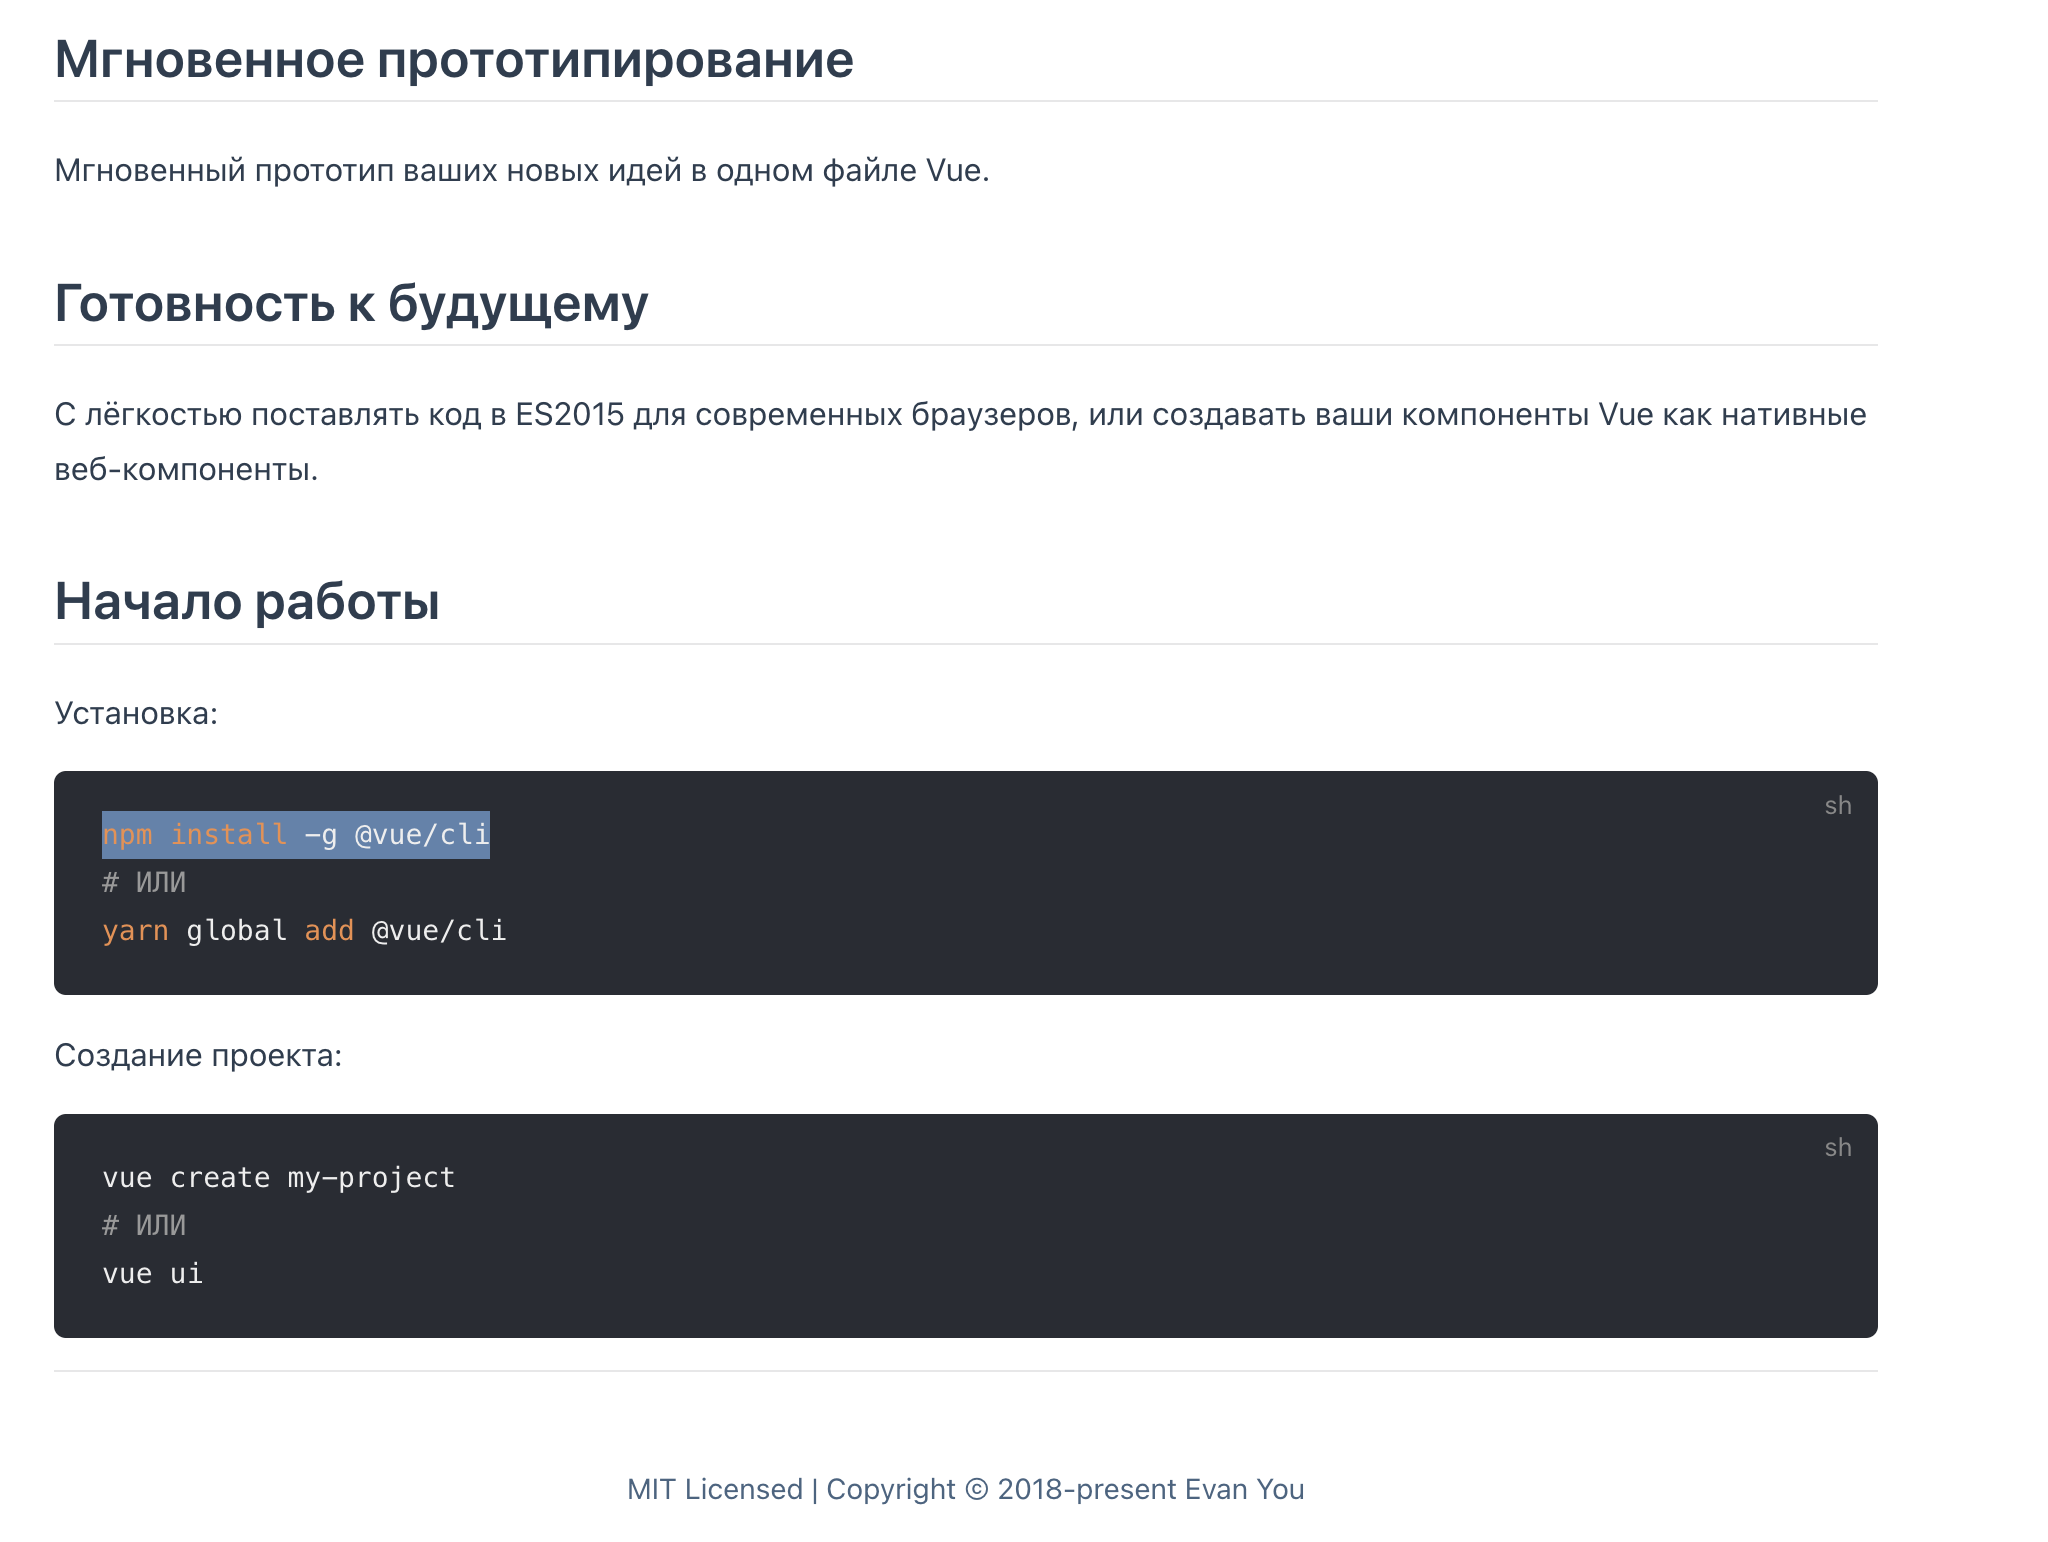 Мгновенное прототипирование
Мгновенный прототип ваших новых идей в одном файле Vue.
Готовность к будущему
С лёгкостью поставлять код в ES2015 для современных браузеров, или создавать ваши компоненты Vue как нативные
веб-компоненты.
Начало работы
Установка:
sh
npm install -g @vue/cli
# ИЛИ
yarn global add @vue/cli
Создание проекта:
sh
vue create my-project
# ИЛИ
vue ui
MIT Licensed | Copyright © 2018-present Evan You